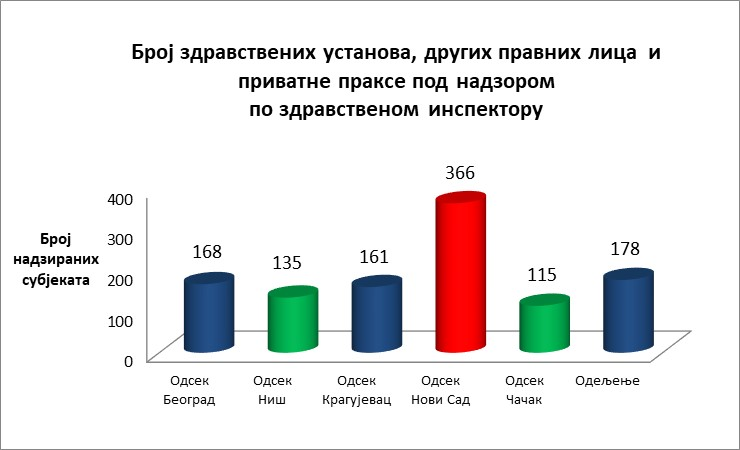 Број здравствених установа, других правних лица и
приватне праксе под надзором
по здравственом инспектору
366
400
300
200
100
0
Број
надзираних
субјеката
168
135
161
115
178
Одсек
Београд
Одсек
Ниш
Одсек
Крагујевац
Одсек
Нови Сад
Одсек
Чачак
Одељење